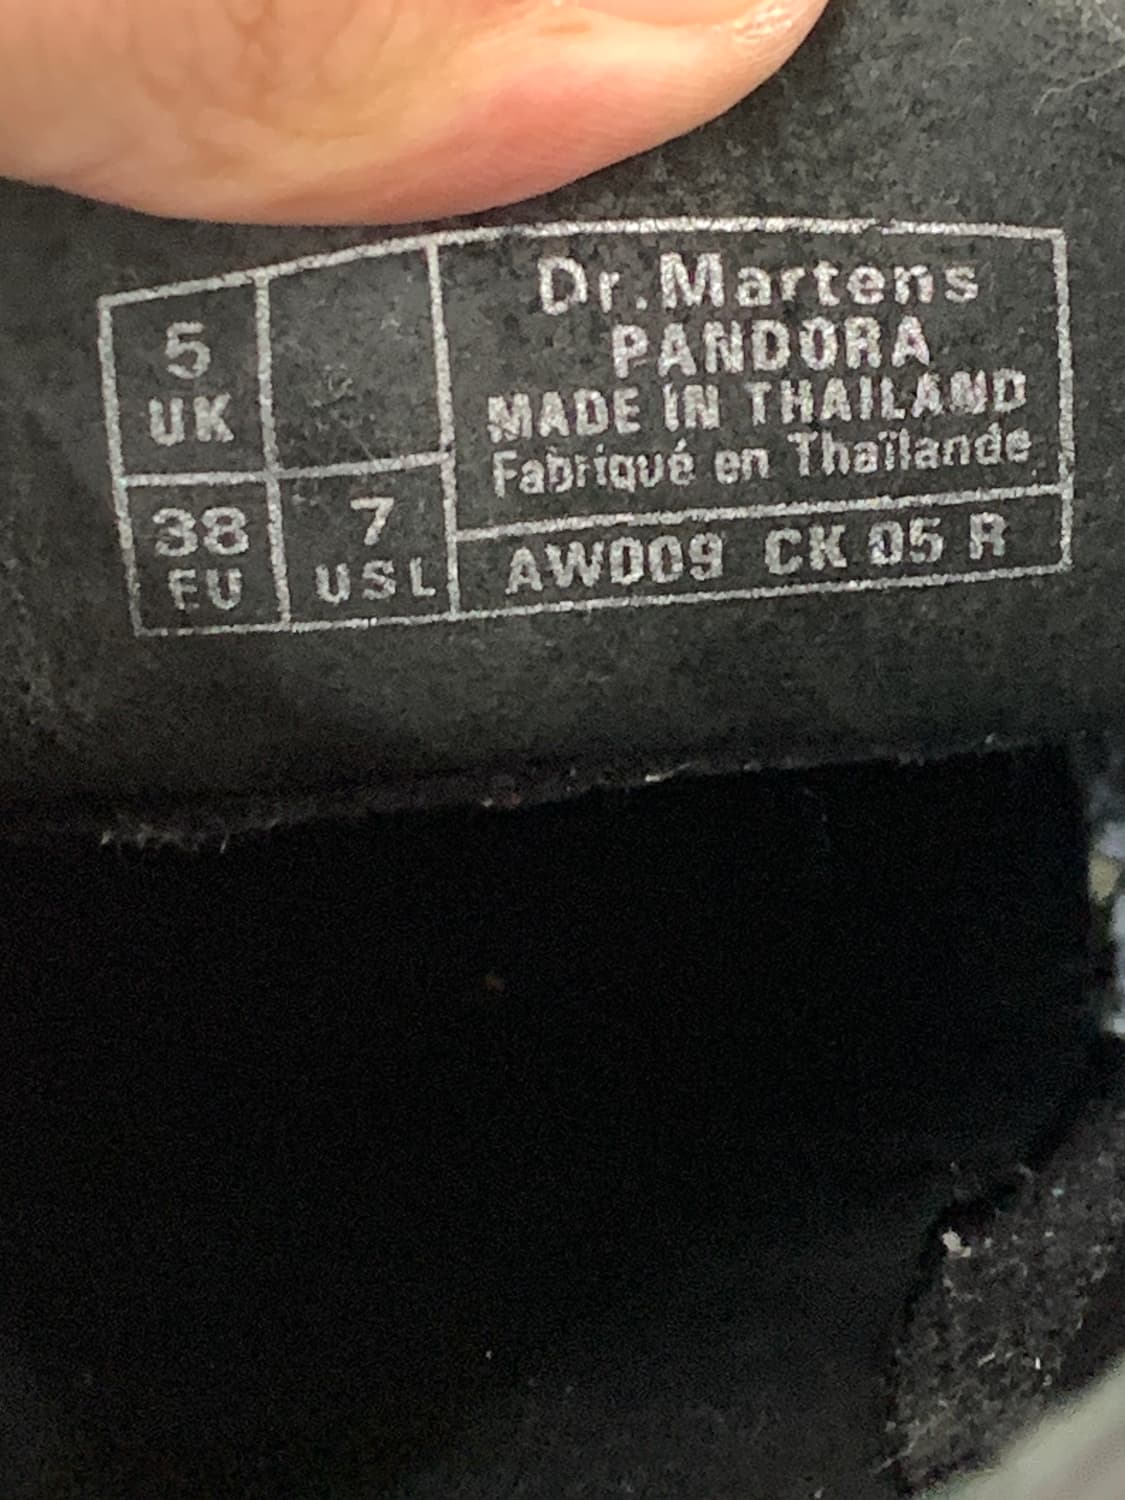 5
UK
38
EU
7
USL
Dr.Martens
PANDORA
MADE IN THAILAND
Fabriqué en Thaïlande
AW009 CK 05 R